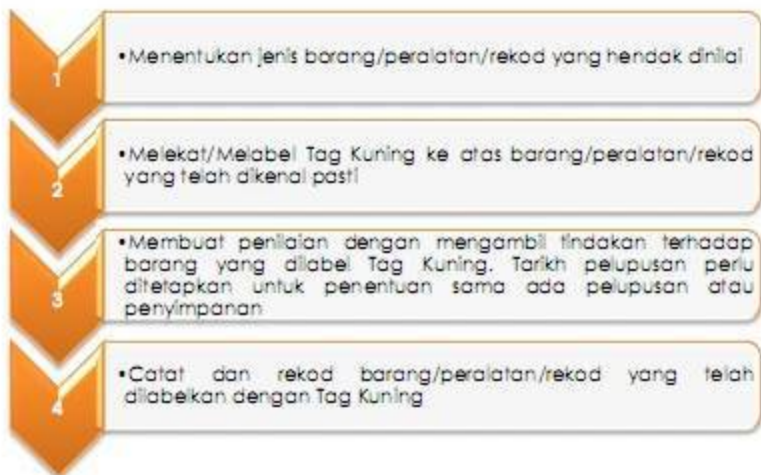 1
•Menentukan jenis barang/peralatan/rekod yang hendak dinilai
2
•Melekat/Melabel Tag Kuning ke atas barang/peralatan/rekod
yang telah dikenal pasti
3
•Membuat penilaian dengan mengambil tindakan terhadap
barang yang dilabel Tag Kuning. Tarikh pelupusan perlu
ditetapkan untuk penentuan sama ada pelupusan atau
penyimpanan
4
•Catat dan rekod barang/peralatan/rekod yang telah
dilabelkan dengan Tag Kuning